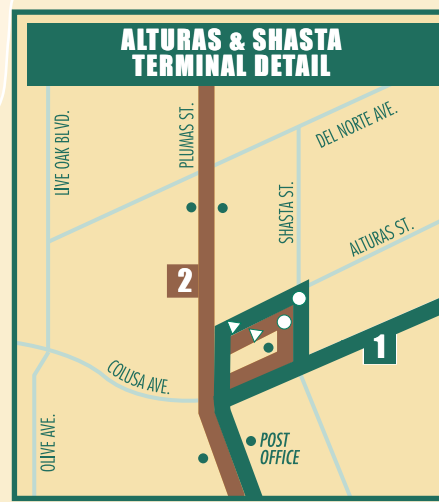 ALTURAS & SHASTA
TERMINAL DETAIL
LIVE OAK BLVD.
PLUMAS ST.
DEL NORTE AVE.
SHASTA ST.
ALTURAS ST.
2
1
COLUSA AVE.
OLIVE AVE.
POST
OFFICE